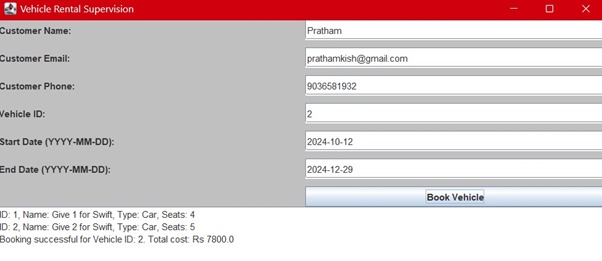 Vehicle Rental Supervision
Customer Name: Pratham
Customer Email: prathamkish@gmail.com
Customer Phone: 9036581932
Vehicle ID: 2
Start Date (YYYY-MM-DD): 2024-10-12
End Date (YYYY-MM-DD): 2024-12-29
Book Vehicle
ID: 1, Name: Give 1 for Swift, Type: Car, Seats: 4
ID: 2, Name: Give 2 for Swift, Type: Car, Seats: 5
Booking successful for Vehicle ID: 2. Total cost: Rs 7800.0